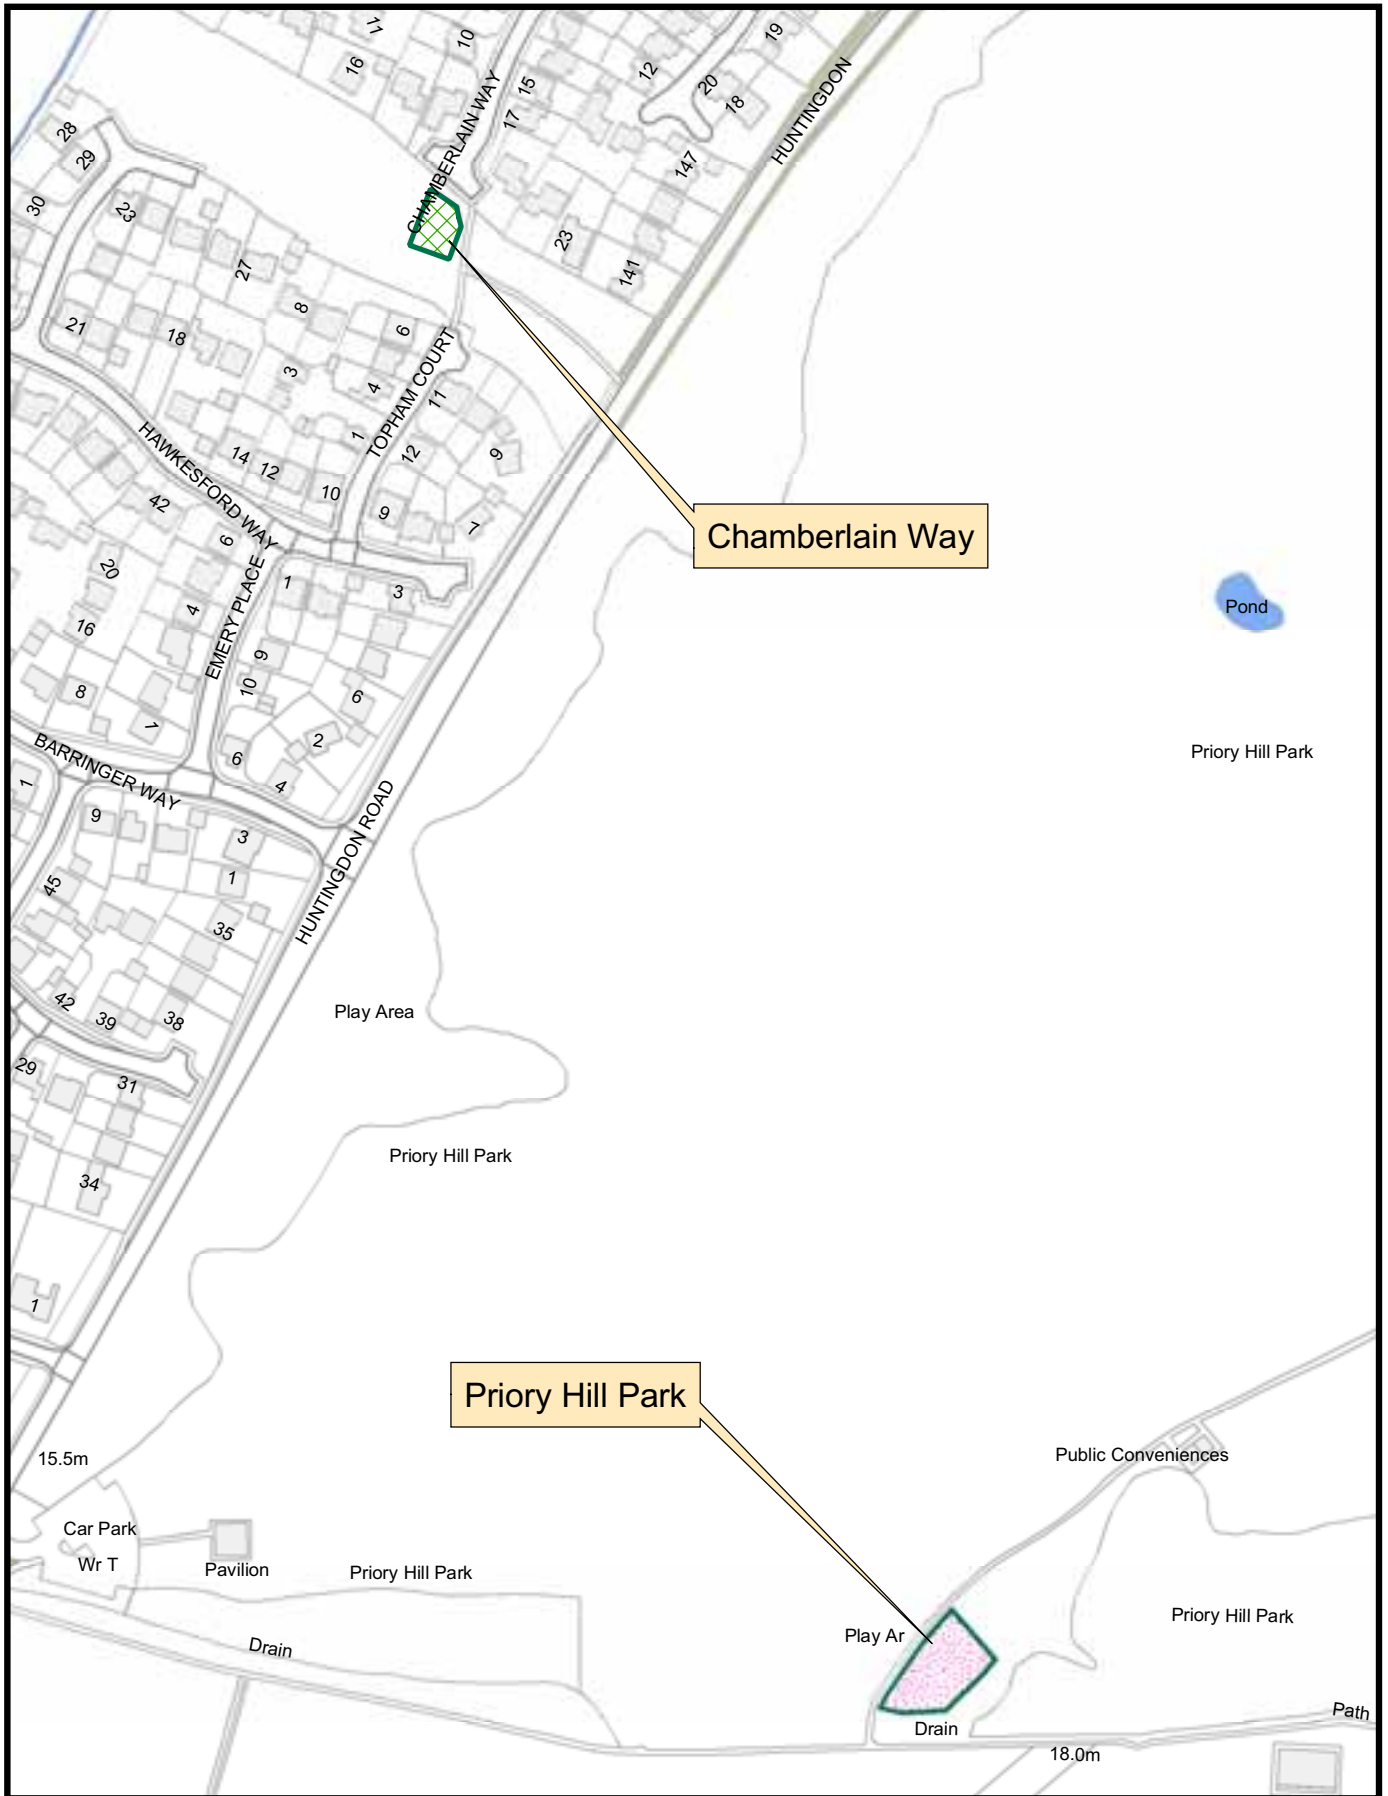 11
10
16
19
12
15
20
18
17
CHAMBERLAIN WAY
HUNTINGDON
28
29
147
30
23
23
27
141
8
21
18
6
3
4
TOPHAM COURT
11
1
14
12
12
9
HAWKESFORD WAY
10
42
9
7
6
Chamberlain Way
20
1
3
EMERY PLACE
4
Pond
16
9
10
8
6
7
2
6
BARRINGER WAY
Priory Hill Park
4
1
9
3
HUNTINGDON ROAD
1
45
35
42
39
38
Play Area
29
31
Priory Hill Park
34
1
Priory Hill Park
15.5m
Public Conveniences
Car Park
Wr T
Pavilion
Priory Hill Park
Play Ar
Priory Hill Park
Drain
Drain
Path
18.0m